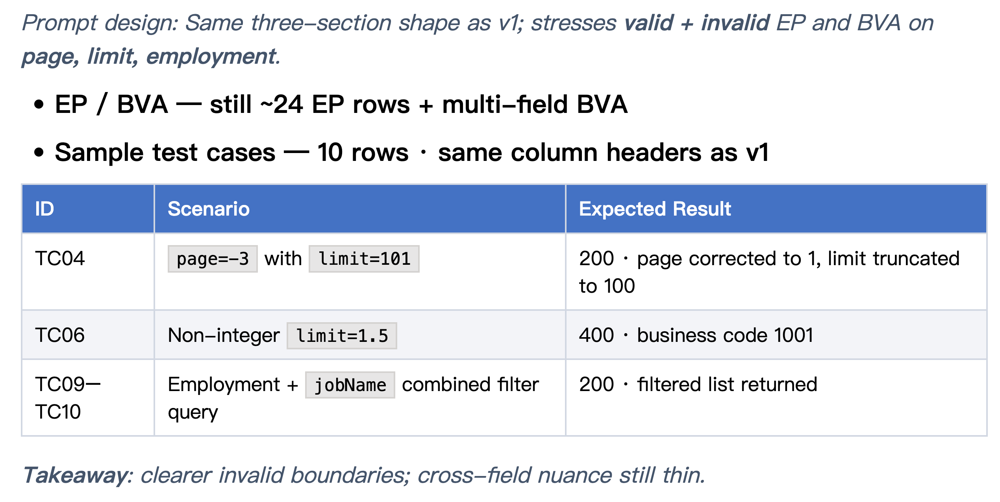 Prompt design: Same three-section shape as v1; stresses valid + invalid EP and BVA on
page, limit, employment.
• EP / BVA — still ~24 EP rows + multi-field BVA
• Sample test cases — 10 rows · same column headers as v1
ID Scenario Expected Result
TC04 page=-3 with limit=101 200 · page corrected to 1, limit truncated
to 100
TC06 Non-integer limit=1.5 400 · business code 1001
TC09—
TC10
Employment + jobName combined filter
query
200 · filtered list returned
Takeaway: clearer invalid boundaries; cross-field nuance still thin.